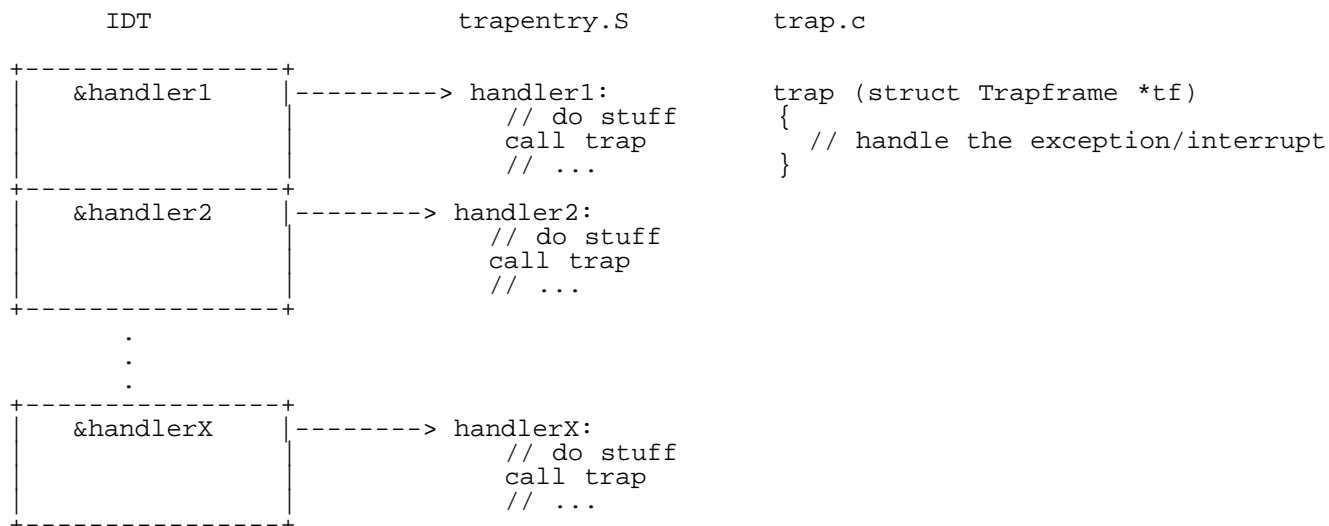 IDT trapentry.S trap.c
+----------------+
| &handler1 |---------> handler1: trap (struct Trapframe *tf)
| | // do stuff {
| | call trap // handle the exception/interrupt
| | // ... }
+----------------+
| &handler2 |--------> handler2:
| | // do stuff
| | call trap
| | // ...
+----------------+
.
.
.
+----------------+
| &handlerX |--------> handlerX:
| | // do stuff
| | call trap
| | // ...
+----------------+